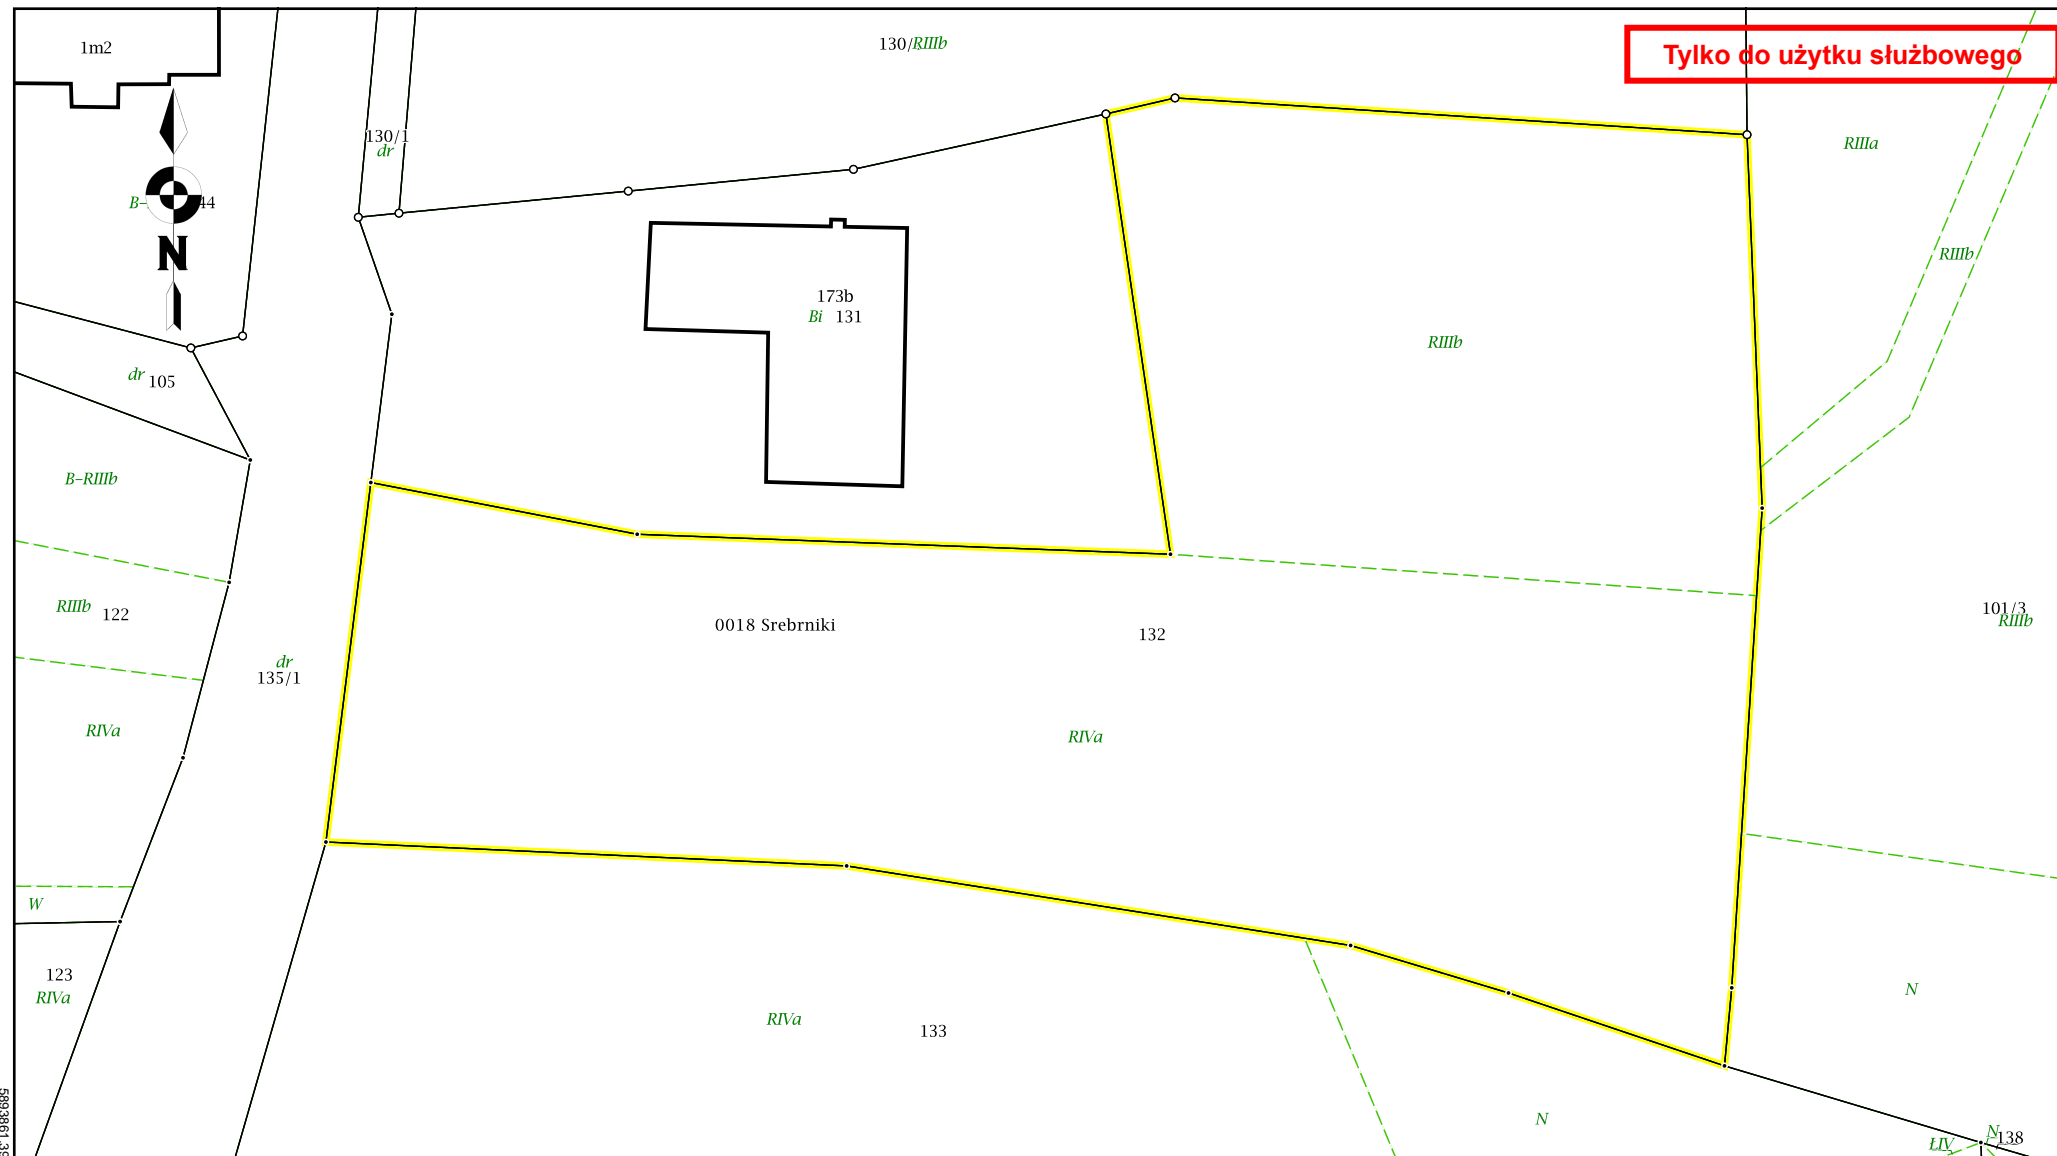 1m2
130/
RIIIb
Tylko do użytku służbowego
130/1
dr
RIIIa
B-
44
N
RIIIb
173b
Bi 131
RIIIb
dr 105
B-RIIIb
RIIIb 122
0018 Srebrniki
132
101/3
RIIIb
dr
135/1
RIVa
RIVa
W
123
RIVa
RIVa
133
N
N
N
138
ŁIV